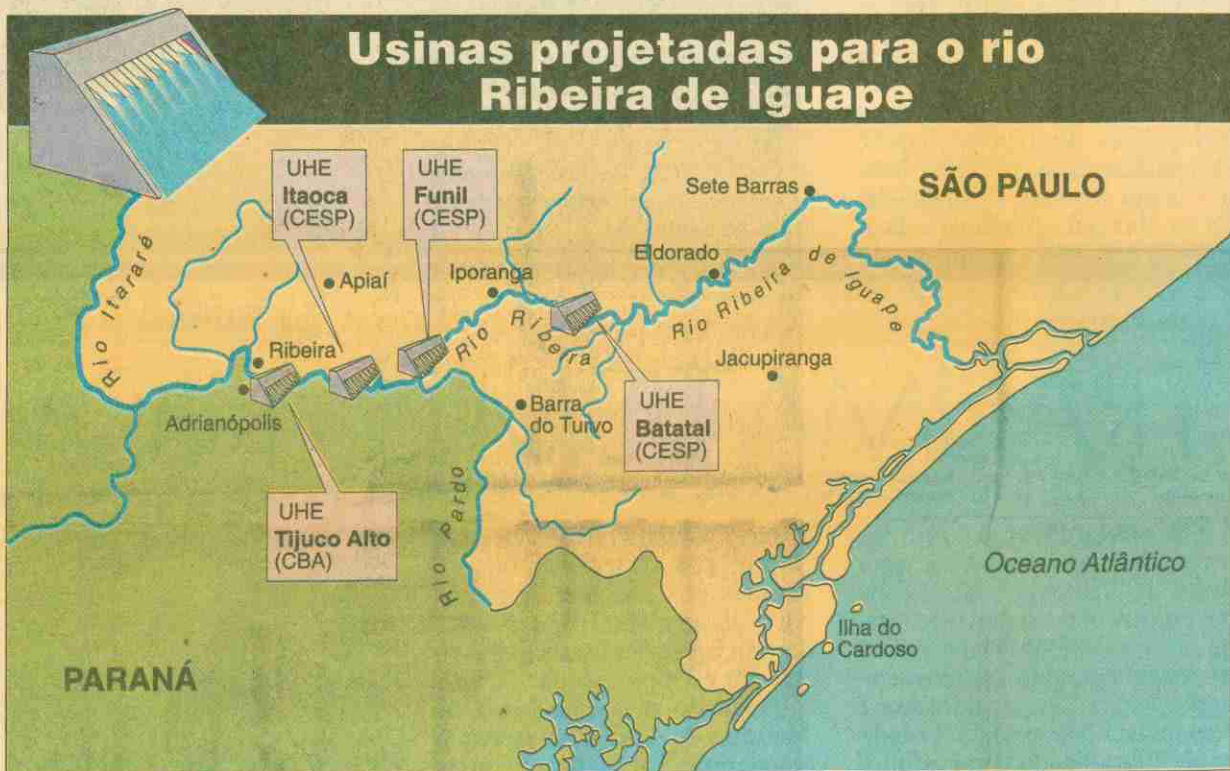 Usinas projetadas para o rio
Ribeira de Iguape
UHE
Itaoca
(CESP)
UHE
Funil
(CESP)
Sete Barras
SÃO PAULO
Rio Itararé
Apiaí
Iporanga
Eldorado
Rio Ribeira
Rio Ribeira de Iguape
Ribeira
Adrianópolis
Jacupiranga
Barra
do Turvo
UHE
Batatal
(CESP)
UHE
Tijuco Alto
(CBA)
Rio Pardo
Oceano Atlântico
Ilha do
Cardoso
PARANÁ